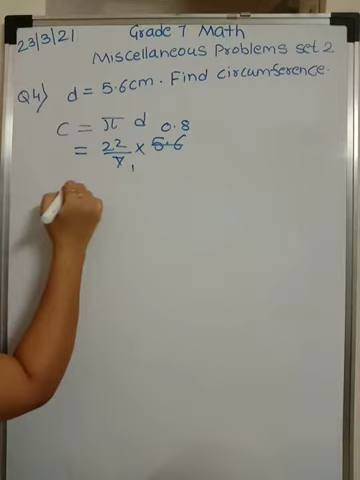 23/3/21 Grade 7 Math
Miscellaneous Problems set 2
Q4) d = 5.6cm. Find circumference.
C = π d
0.8
= 22/7 × 5.6
1